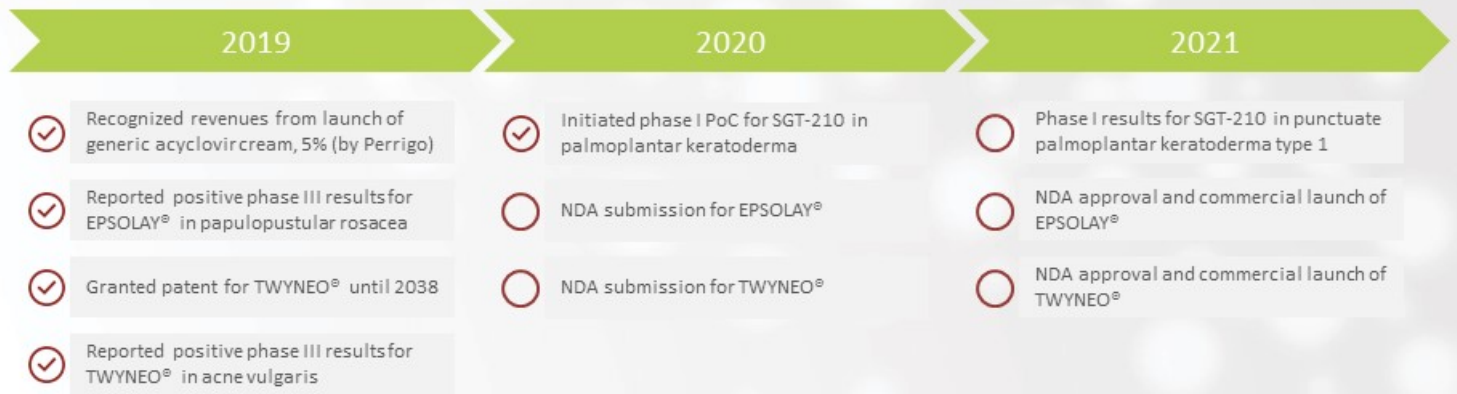 2019
Recognized revenues from launch of
generic acyclovir cream, 5% (by Perrigo)
Reported positive phase III results for
EPSOLAY® in papulopustular rosacea
Granted patent for TWYNEO® until 2038
Reported positive phase III results for
TWYNEO® in acne vulgaris
2020
Initiated phase I PoC for SGT-210 in
palmoplantar keratoderma
NDA submission for EPSOLAY®
NDA submission for TWYNEO®
2021
Phase I results for SGT-210 in punctuate
palmoplantar keratoderma type 1
NDA approval and commercial launch of
EPSOLAY®
NDA approval and commercial launch of
TWYNEO®